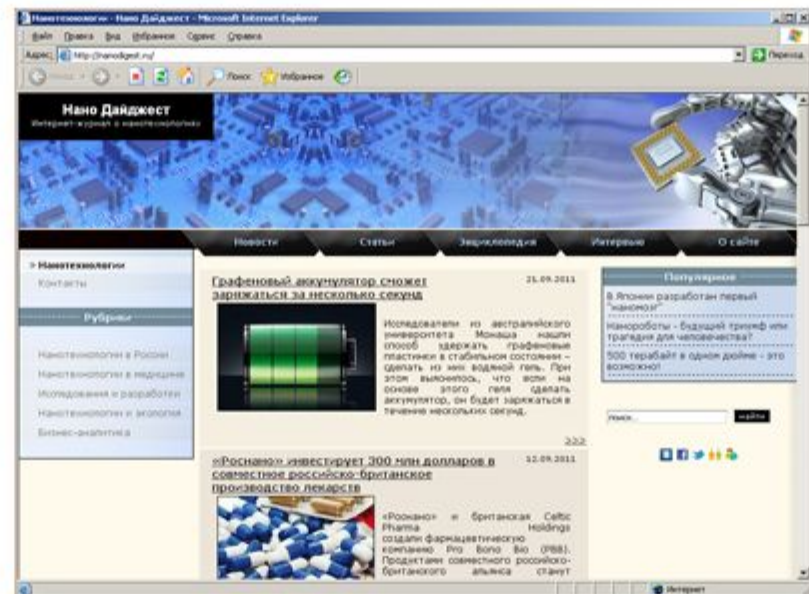 Нанотехнологии - Нано Дайджест - Microsoft Internet Explorer
Файл Правка Вид Избранное Сервис Справка
Адрес: http://nanodigest.ru/ Переход
Назад Поиск Избранное
Нано Дайджест
Интернет-журнал о нанотехнологиях
Новости Статьи Энциклопедия Интервью О сайте
> Нанотехнологии
Контакты
Рубрики
Нанотехнологии в России
Нанотехнологии в медицине
Исследования и разработки
Нанотехнологии и экология
Бизнес-аналитика
Графеновый аккумулятор сможет
заряжаться за несколько секунд
21.09.2011
Исследователи из австралийского
университета Монаша нашли
способ удержать графеновые
пластинки в стабильном состоянии –
сделать из них водяной гель. При
этом выяснилось, что если на
основе этого геля сделать
аккумулятор, он будет заряжаться в
течение нескольких секунд.
>>>
«Роснано» инвестирует 300 млн долларов в
совместное российско-британское
производство лекарств
12.09.2011
«Роснано» и британская Celtic
Pharma Holdings
создали фармацевтическую
компанию Pro Bono Bio (PBB).
Продуктами совместного российско-
британского альянса станут
Популярное
В Японии разработан первый
"наномозг"
Нанороботы - будущий триумф или
трагедия для человечества?
500 терабайт в одном дюйме - это
возможно!
поиск... найти
Интернет